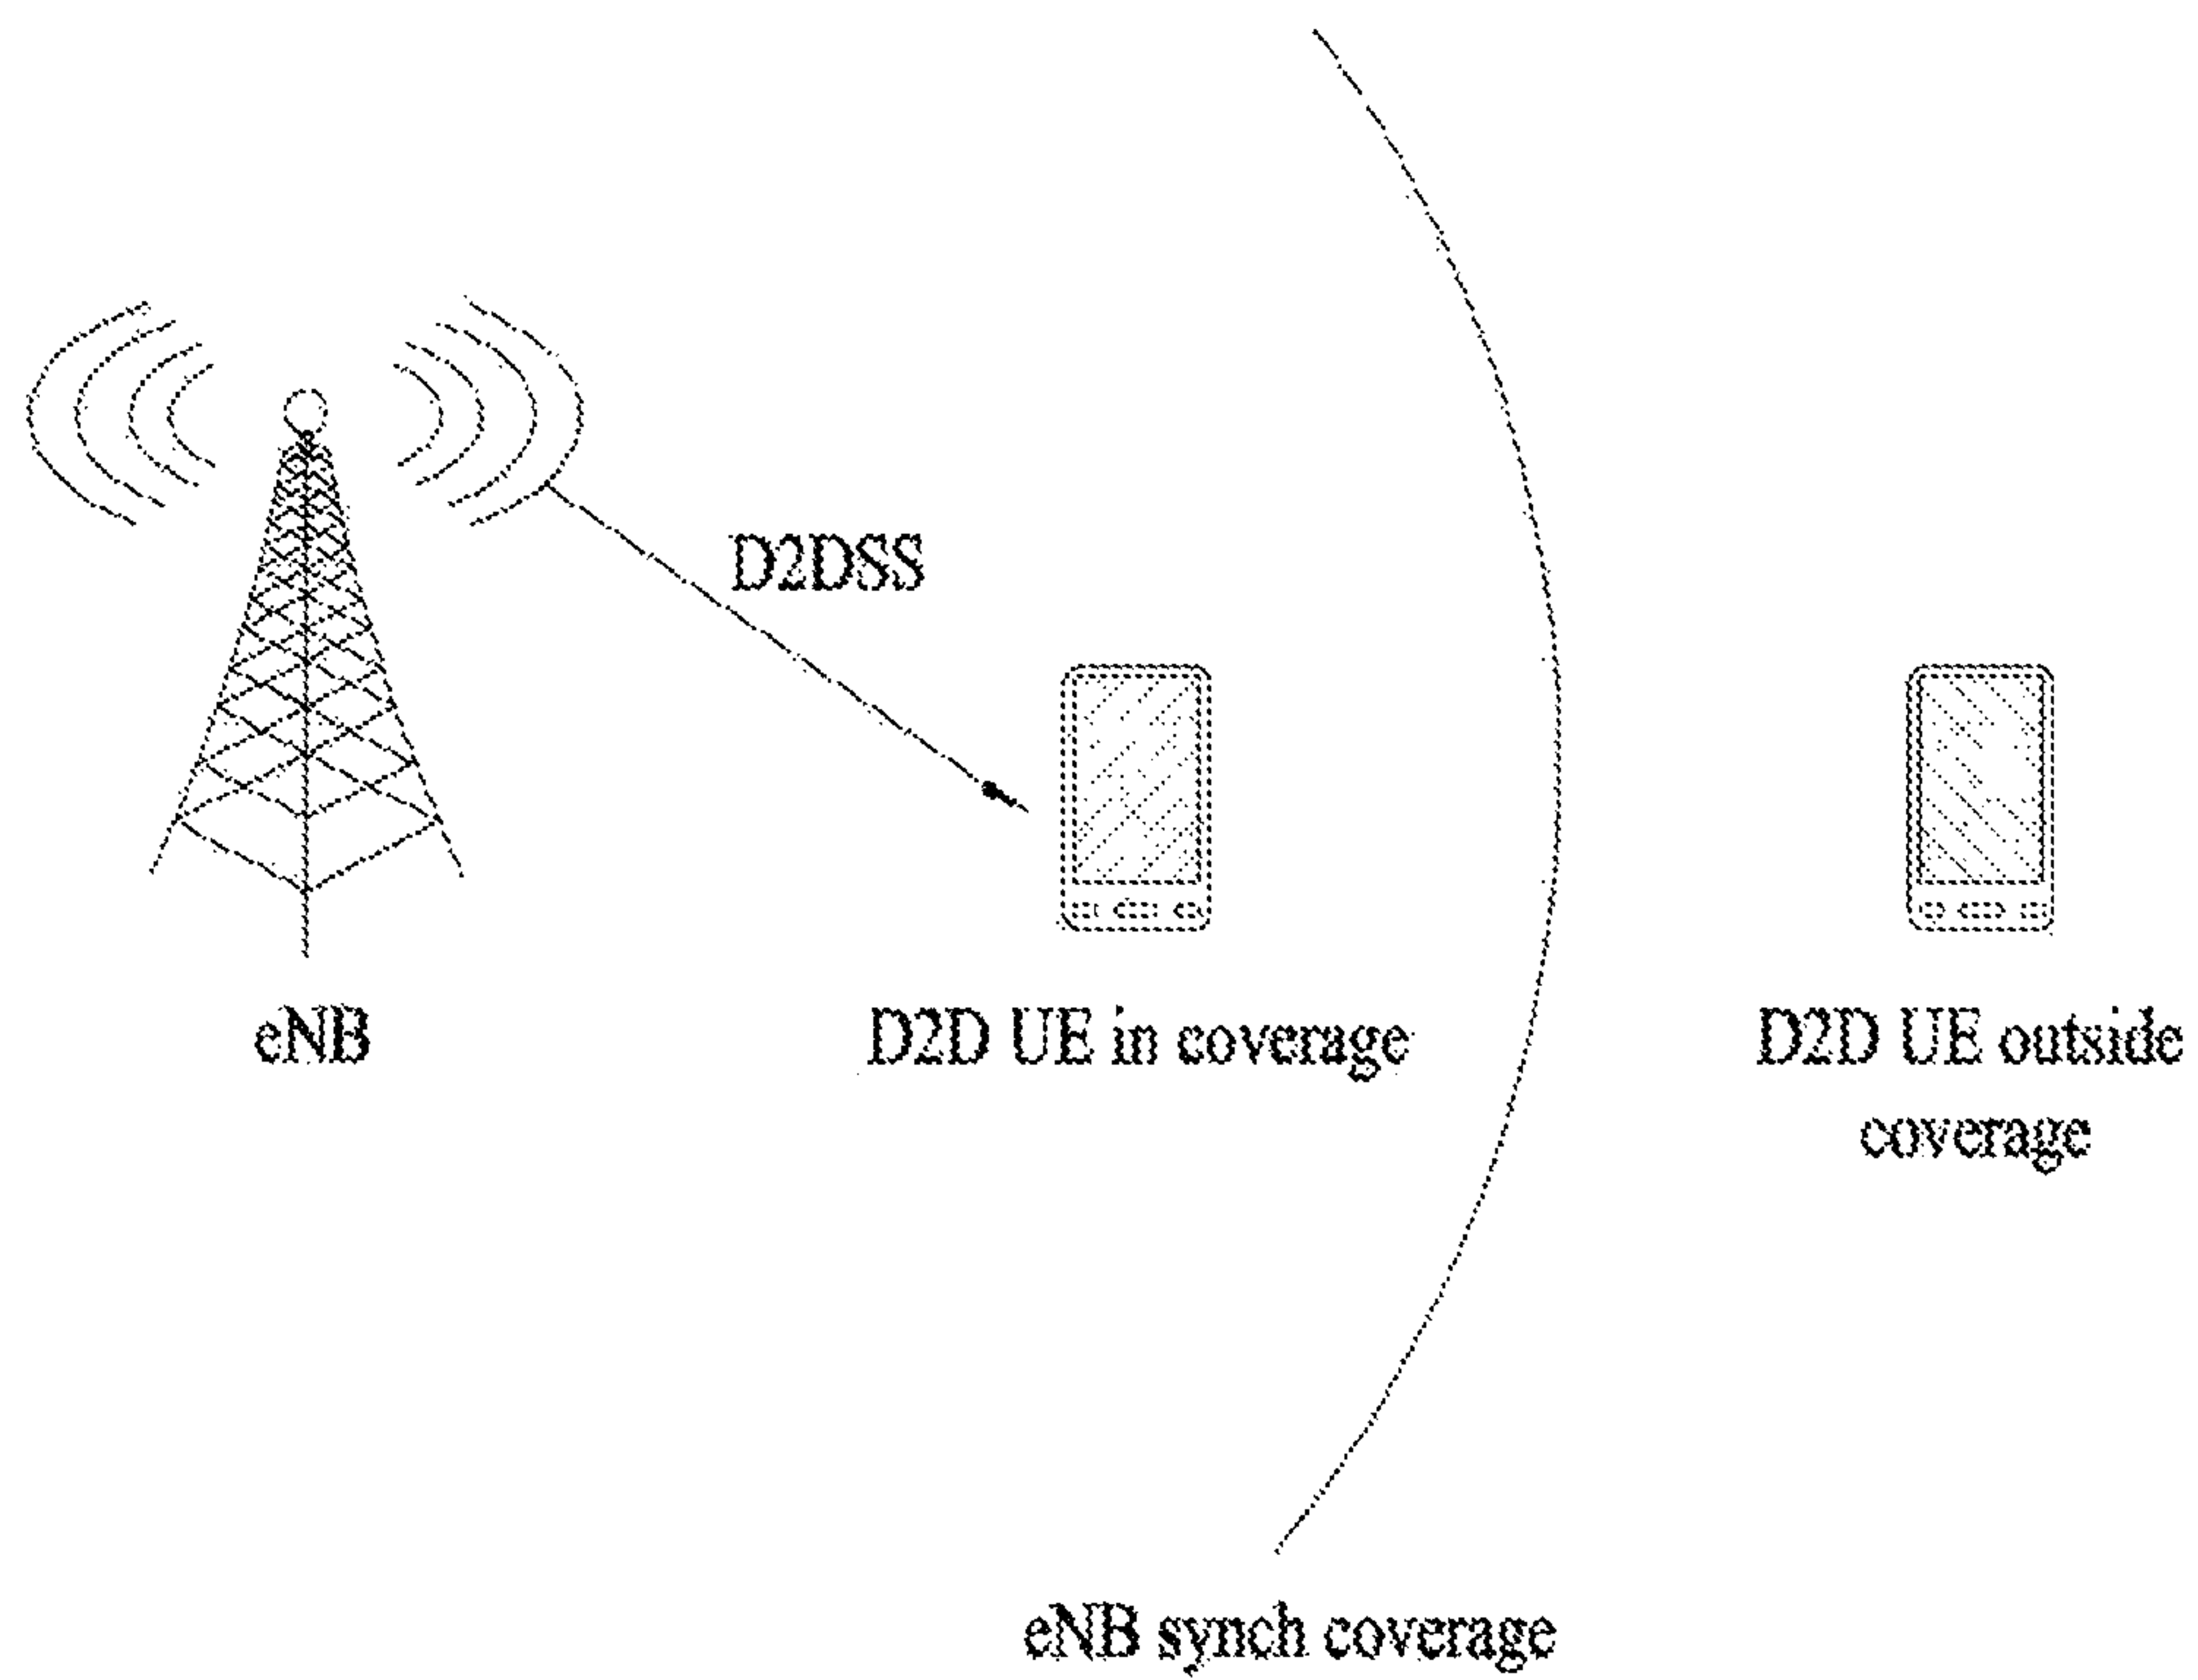 D2DSS
eNB
D2D UE in coverage
D2D UE outside
coverage
eNB synch coverage